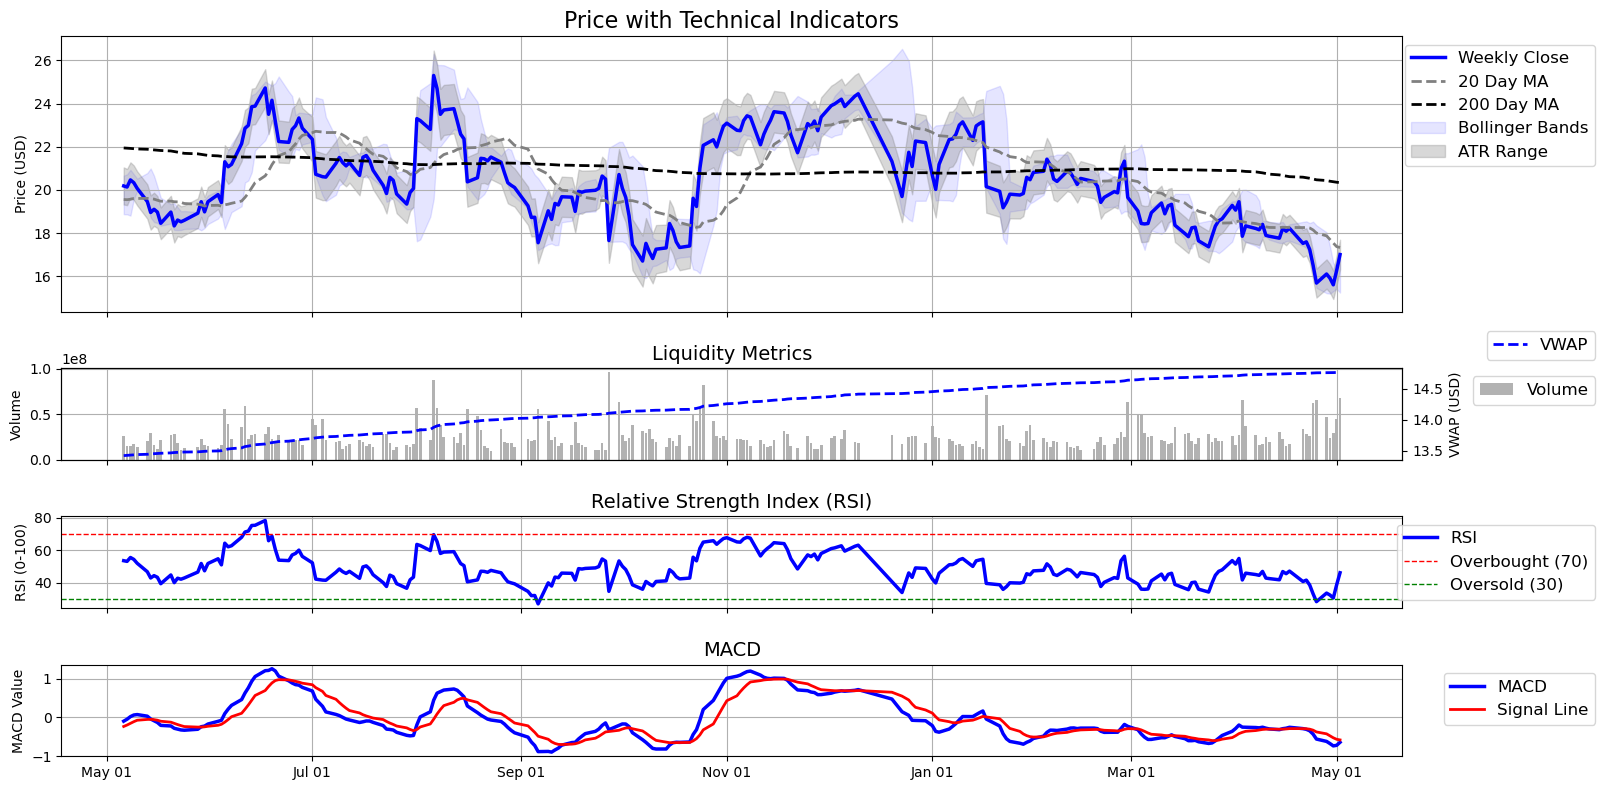 Price with Technical Indicators
Price (USD)
26
24
22
20
18
16
Weekly Close
20 Day MA
200 Day MA
Bollinger Bands
ATR Range
Liquidity Metrics
1e8
Volume
1.0
0.5
0.0
14.5
14.0
13.5
VWAP (USD)
VWAP
Volume
Relative Strength Index (RSI)
RSI (0-100)
80
60
40
RSI
Overbought (70)
Oversold (30)
MACD
MACD Value
1
0
−1
MACD
Signal Line
May 01
Jul 01
Sep 01
Nov 01
Jan 01
Mar 01
May 01